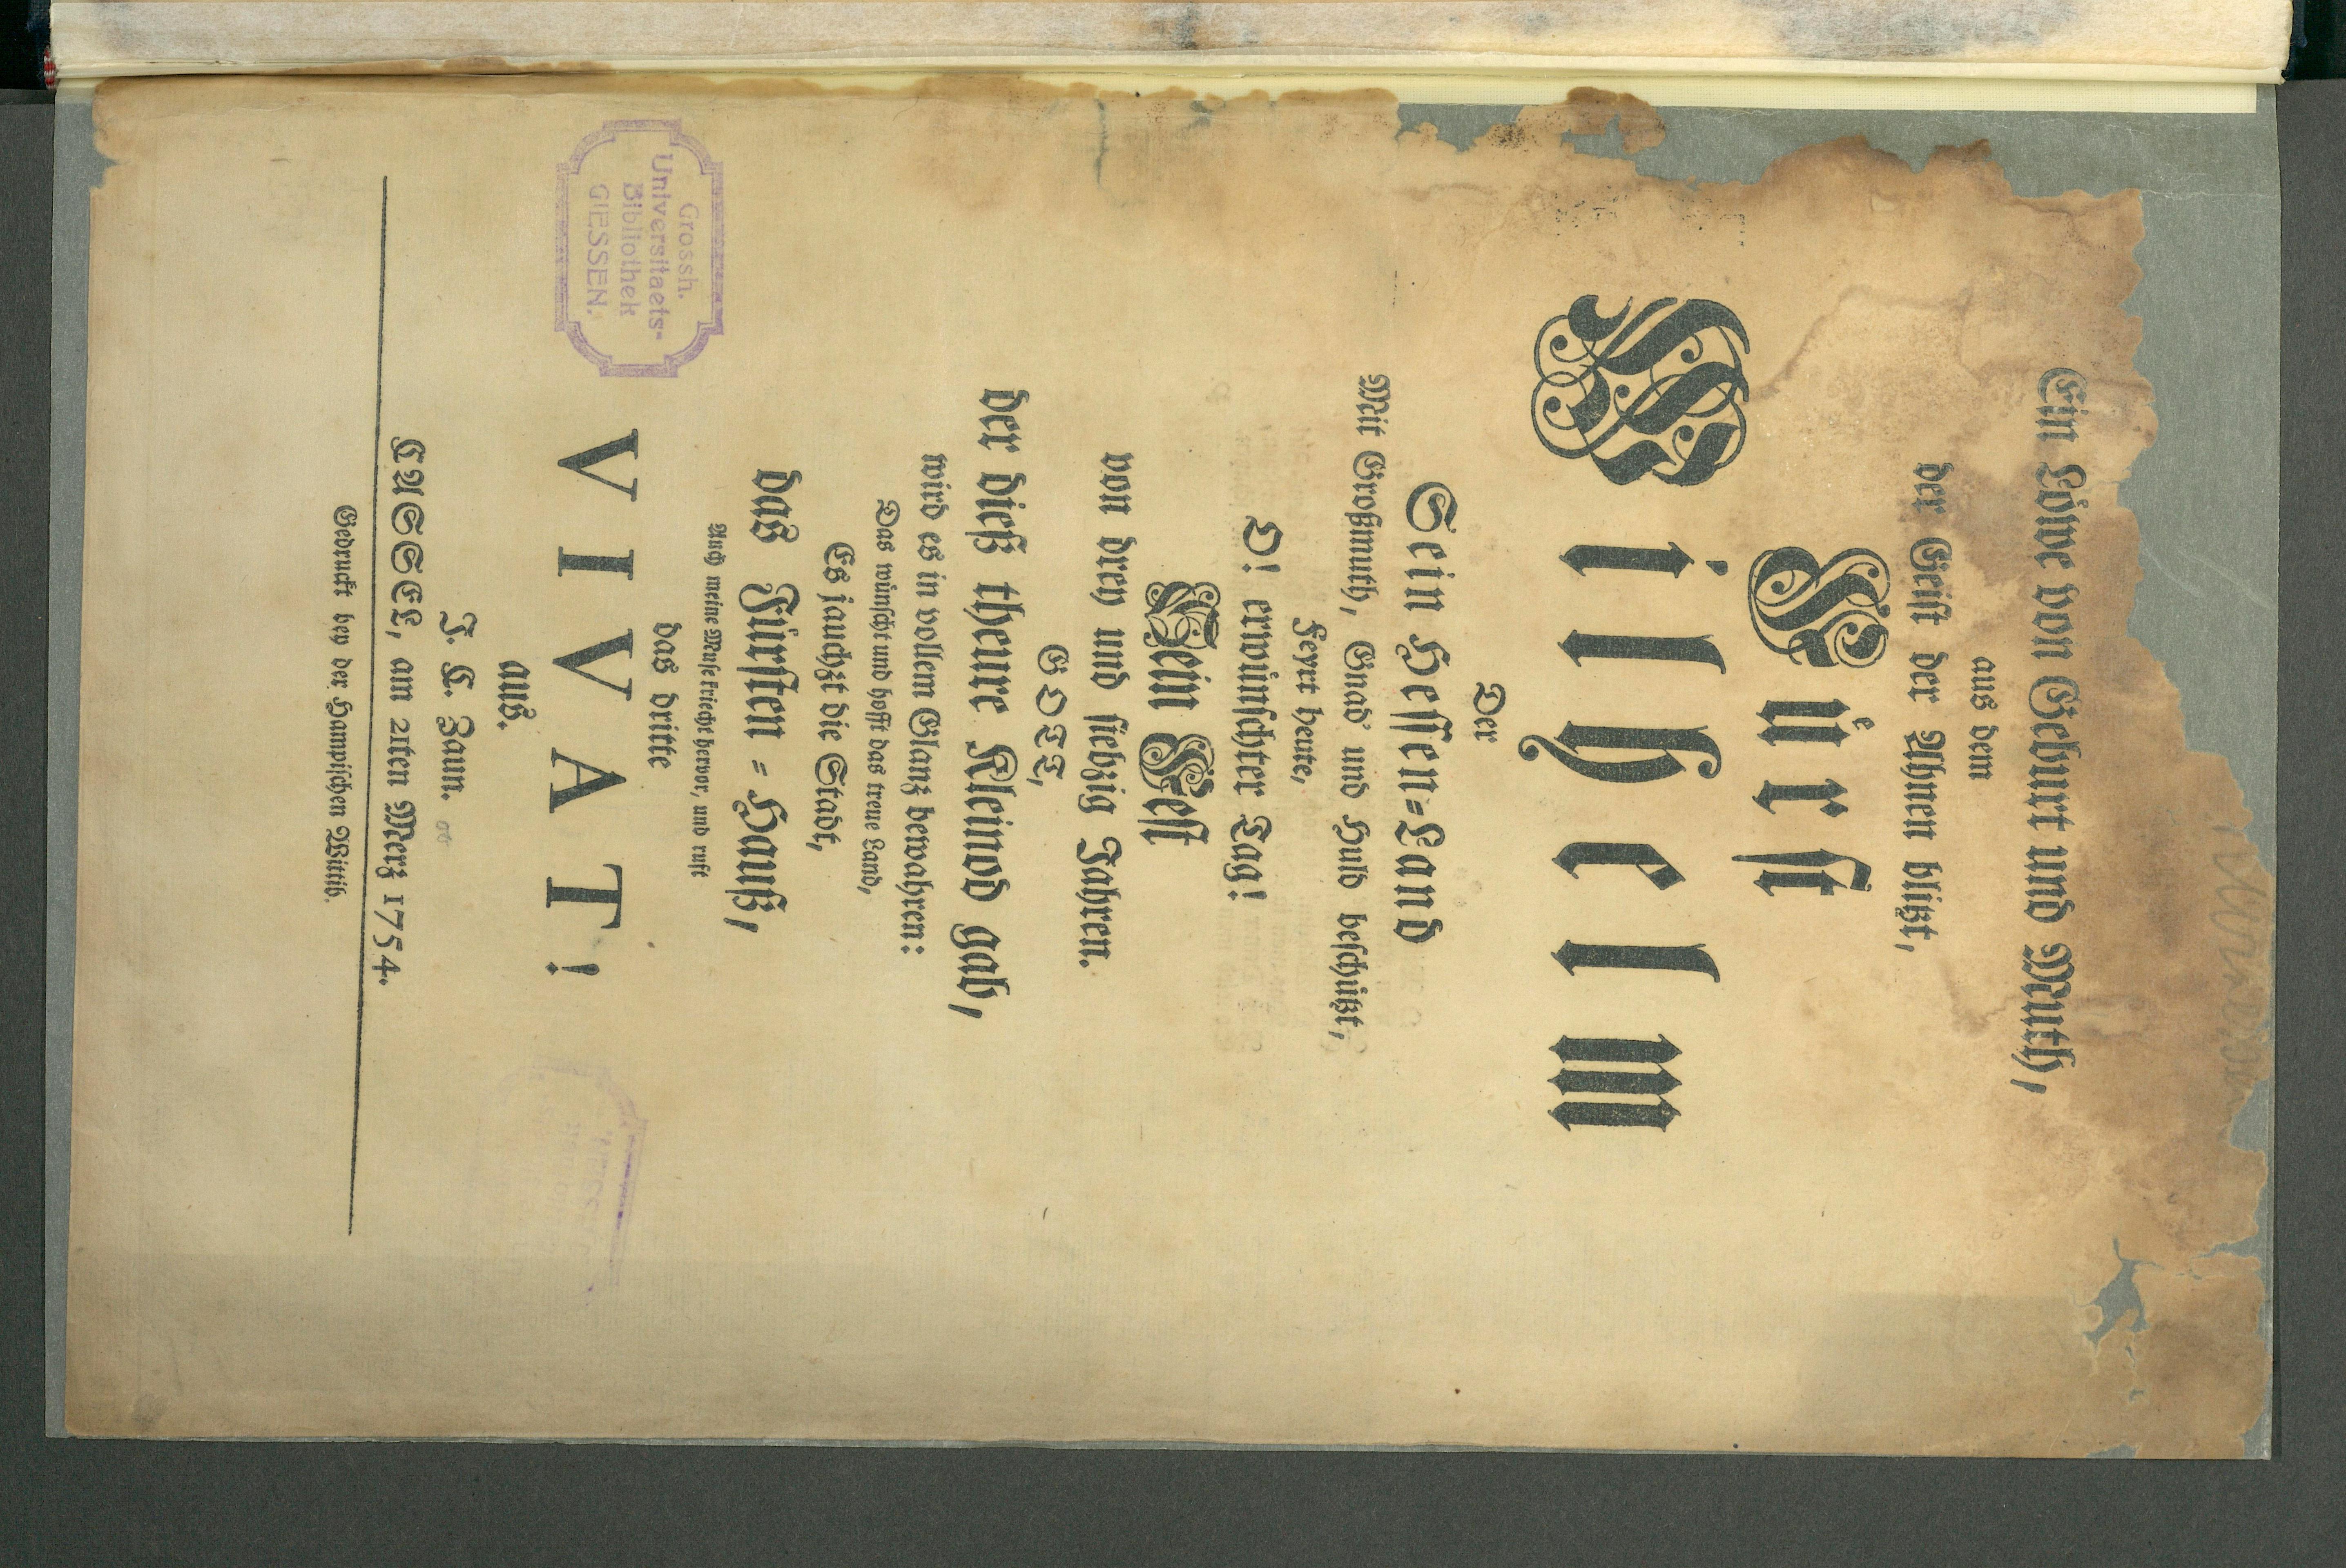 Ein Löwe von Geburt und Muth,
aus dem
der Geist der Ahnen blitzt,
Fürst
Wilhelm
Der
Sein Hessen-Land
Mit Großmuth, Gnad' und Huld beschützt,
feyrt heute,
O! erwünschter Tag!
Sein Fest
von drey und siebzig Jahren.
GOTT,
der dieß theure Kleinod gab,
wird es in vollem Glantz bewahren:
Das wünscht und hofft das treue Land,
Es jauchzt die Stadt,
das Fürsten-Hauß,
Auch meine Muse kriecht hervor, und rufft
das dritte
VIVAT!
aus.
J. C. Zaun.
CASSEL, am 21ten Merz 1754.
Gedruckt bey der Hampischen Wittib.
Grossh.
Universitaets-
Bibliothek
GIESSEN.